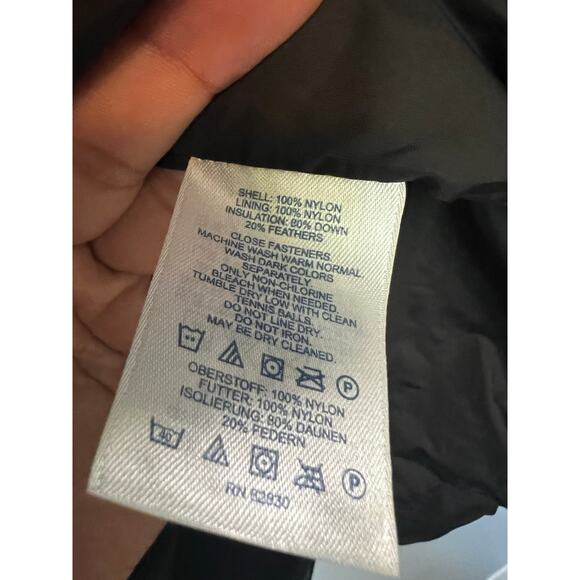 SHELL: 100% NYLON
LINING: 100% NYLON
INSULATION: 80% DOWN
20% FEATHERS
CLOSE FASTENERS.
MACHINE WASH WARM NORMAL
WASH DARK COLORS
SEPARATELY.
ONLY NON-CHLORINE
BLEACH WHEN NEEDED.
TUMBLE DRY LOW WITH CLEAN
TENNIS BALLS.
DO NOT LINE DRY.
DO NOT IRON.
MAY BE DRY CLEANED.
P
OBERSTOFF: 100% NYLON
FUTTER: 100% NYLON
ISOLIERUNG: 80% DAUNEN
20% FEDERN
40 P
RN 62830